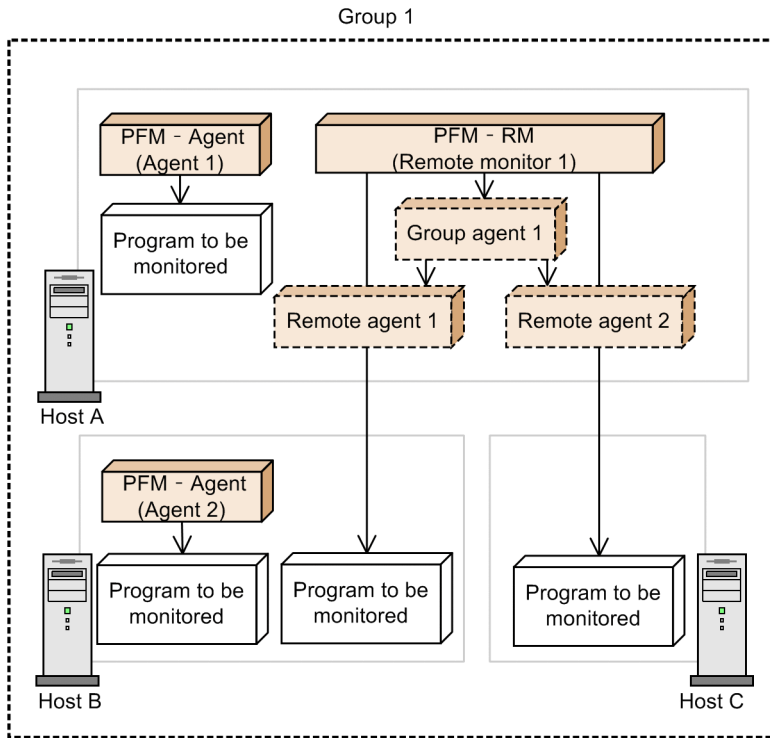 Group 1
PFM - Agent
(Agent 1)
PFM - RM
(Remote monitor 1)
Program to be
monitored
Group agent 1
Remote agent 1
Remote agent 2
Host A
PFM - Agent
(Agent 2)
Program to be
monitored
Program to be
monitored
Program to be
monitored
Host B
Host C